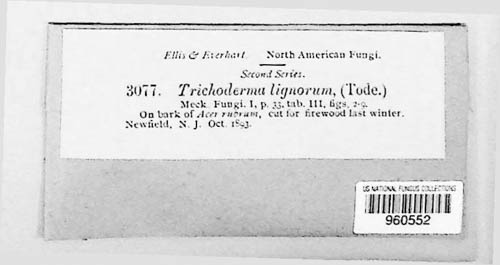 Ellis & Everhart. North American Fungi.
Second Series.
3077. Trichoderma lignorum, (Tode.)
Meck. Fungi. I, p. 33, tab. III, figs, 2-9.
On bark of Acer rubrum, cut for firewood last winter.
Newfield, N. J. Oct. 1893.
US NATIONAL FUNGUS COLLECTIONS
960552